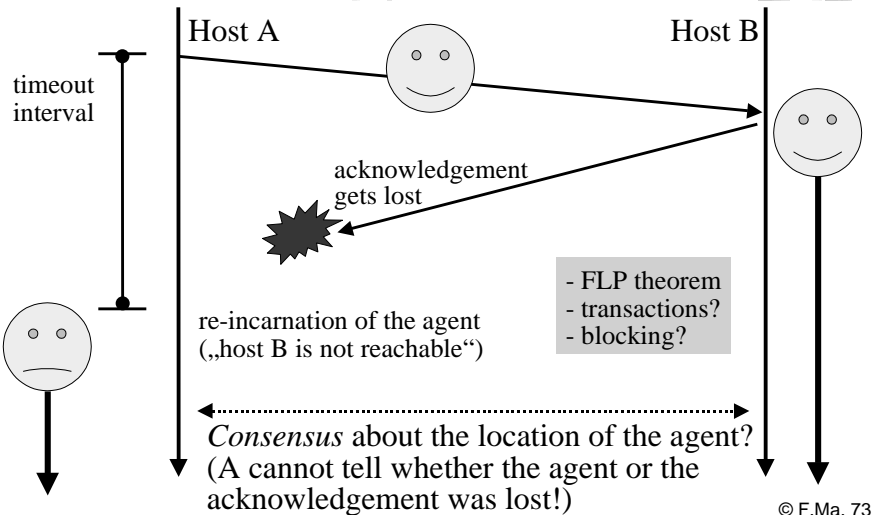 Host A
Host B
timeout
interval
acknowledgement
gets lost
- FLP theorem
- transactions?
- blocking?
re-incarnation of the agent
(„host B is not reachable“)
Consensus about the location of the agent?
(A cannot tell whether the agent or the
acknowledgement was lost!)
© F.Ma. 73